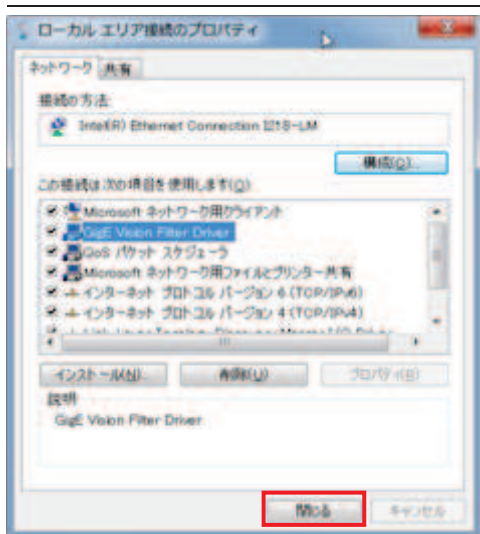 ローカル エリア接続のプロパティ
ネットワーク 共有
接続の方法:
Intel(R) Ethernet Connection I218-LM
構成(C)...
この接続は次の項目を使用します(O):
Microsoft ネットワーク用クライアント
GigE Vision Filter Driver
QoS パケット スケジューラ
Microsoft ネットワーク用ファイルとプリンター共有
インターネット プロトコル バージョン 6 (TCP/IPv6)
インターネット プロトコル バージョン 4 (TCP/IPv4)
インストール(N)... 削除(U) プロパティ(R)
説明
GigE Vision Filter Driver
閉じる キャンセル